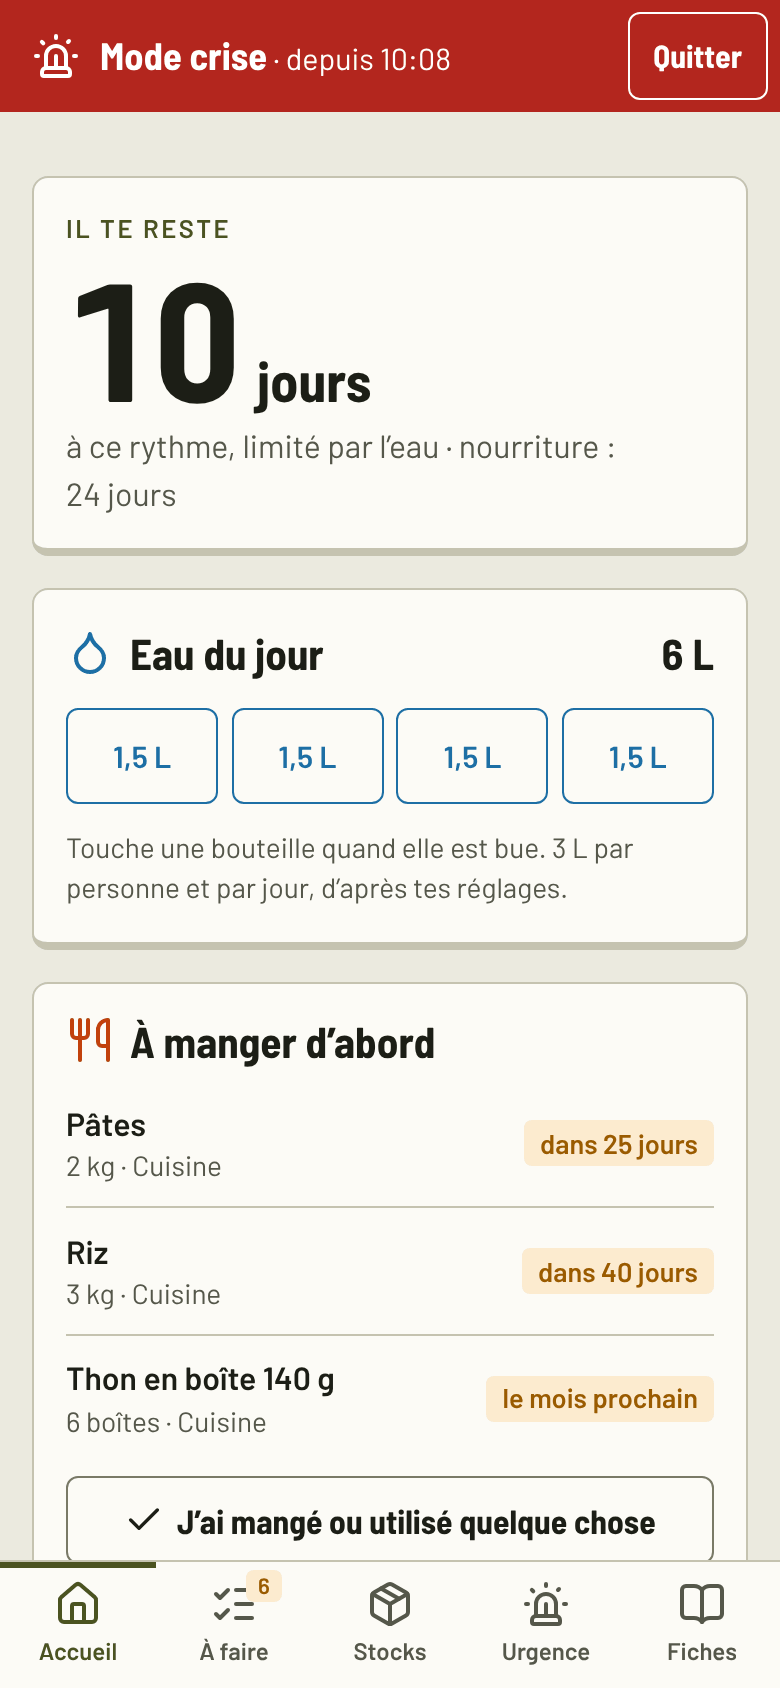 Mode crise · depuis 10:08
Quitter
IL TE RESTE
10 jours
à ce rythme, limité par l’eau · nourriture :
24 jours
Eau du jour
6 L
1,5 L
1,5 L
1,5 L
1,5 L
Touche une bouteille quand elle est bue. 3 L par
personne et par jour, d’après tes réglages.
À manger d’abord
Pâtes
2 kg · Cuisine
dans 25 jours
Riz
3 kg · Cuisine
dans 40 jours
Thon en boîte 140 g
6 boîtes · Cuisine
le mois prochain
J’ai mangé ou utilisé quelque chose
Accueil
6
À faire
Stocks
Urgence
Fiches